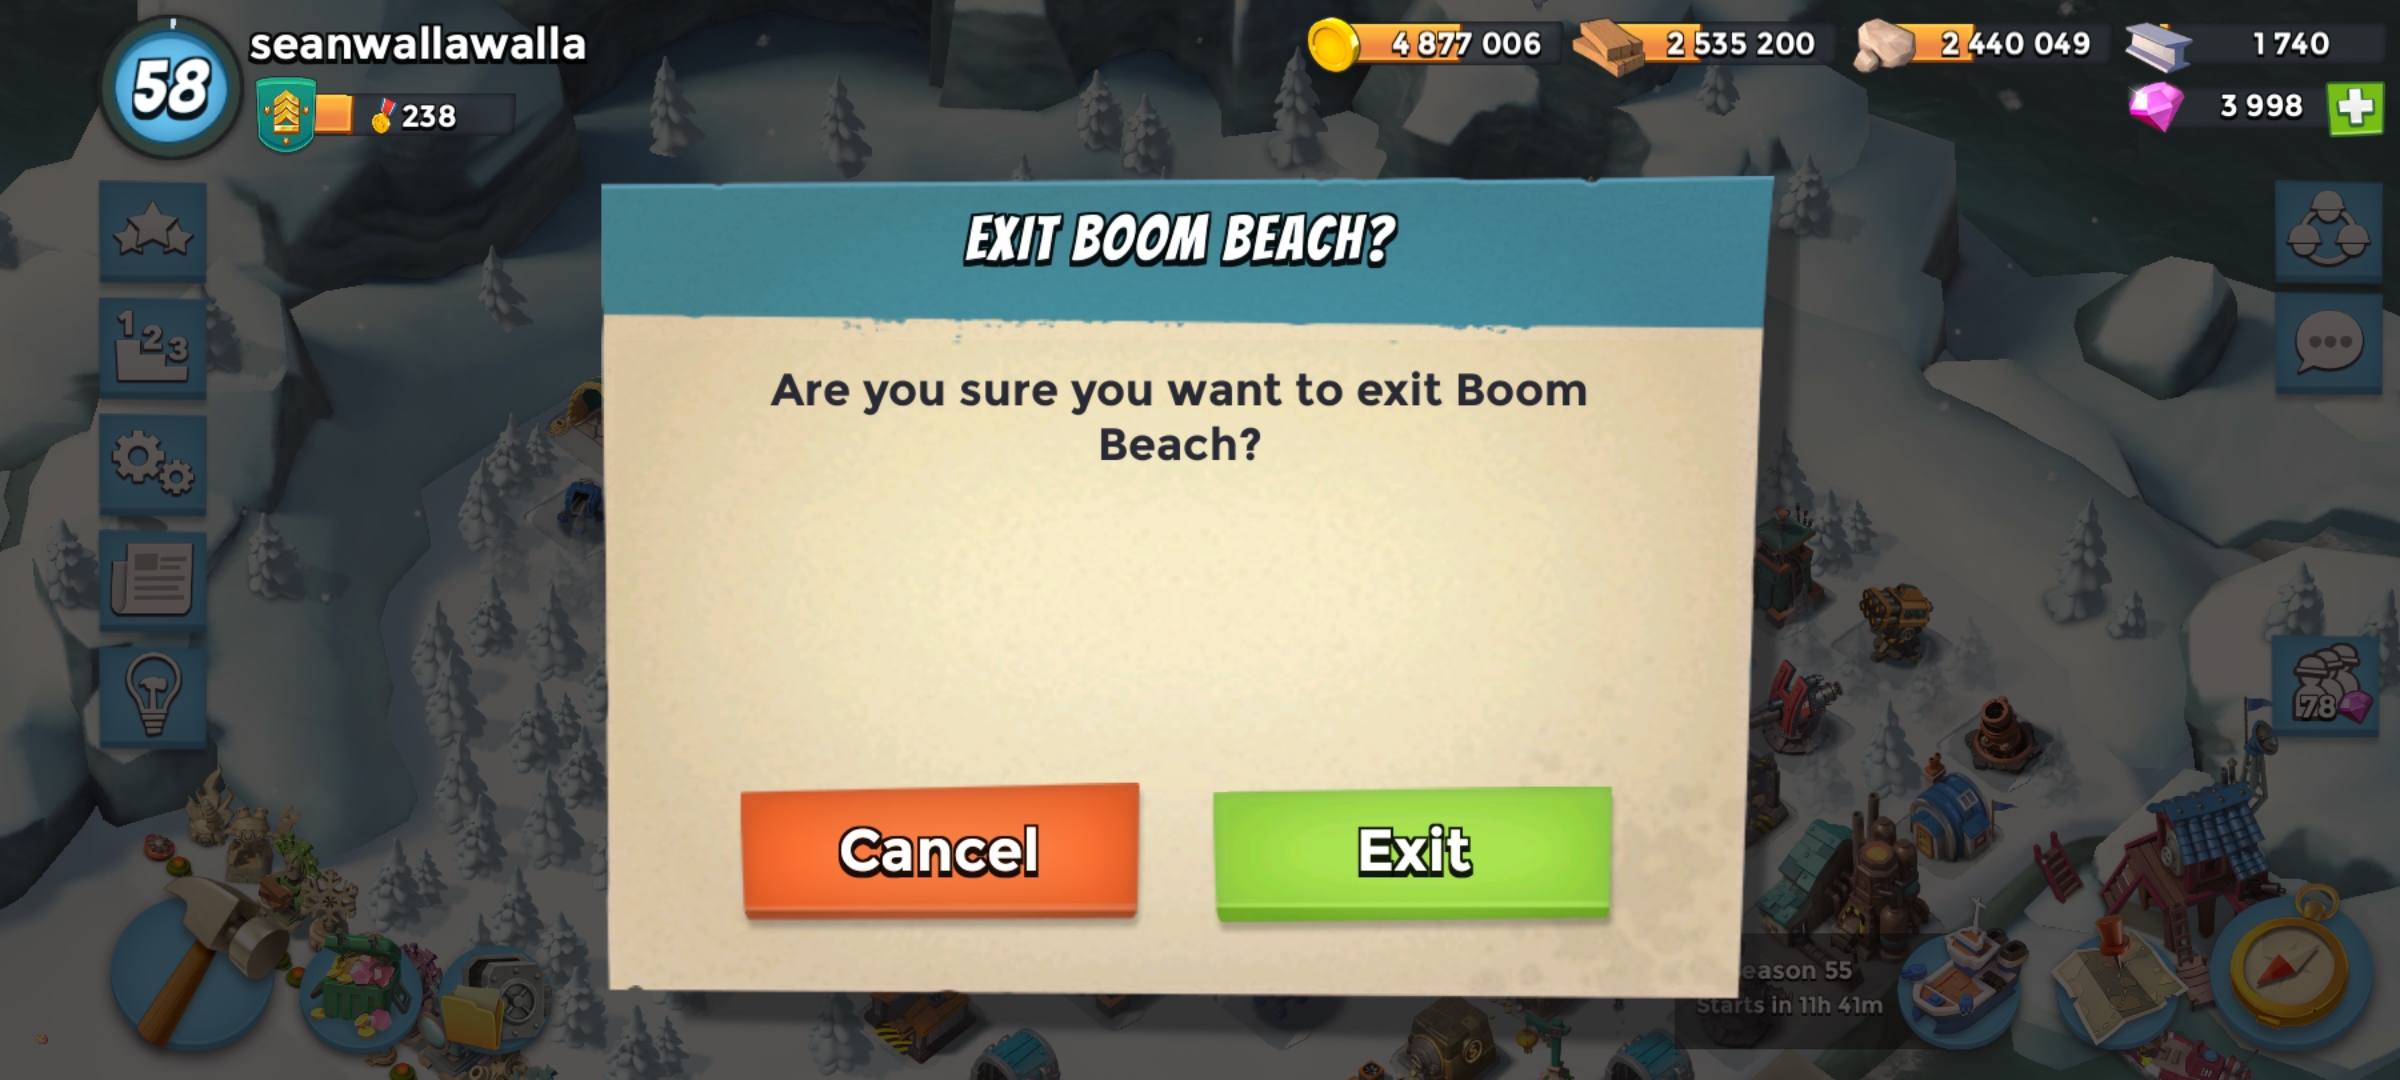 58
seanwallawalla
238
4 877 006
2 535 200
2 440 049
1 740
3 998
EXIT BOOM BEACH?
Are you sure you want to exit Boom
Beach?
Cancel
Exit
123
78
eason 55
Starts in 11h 41m